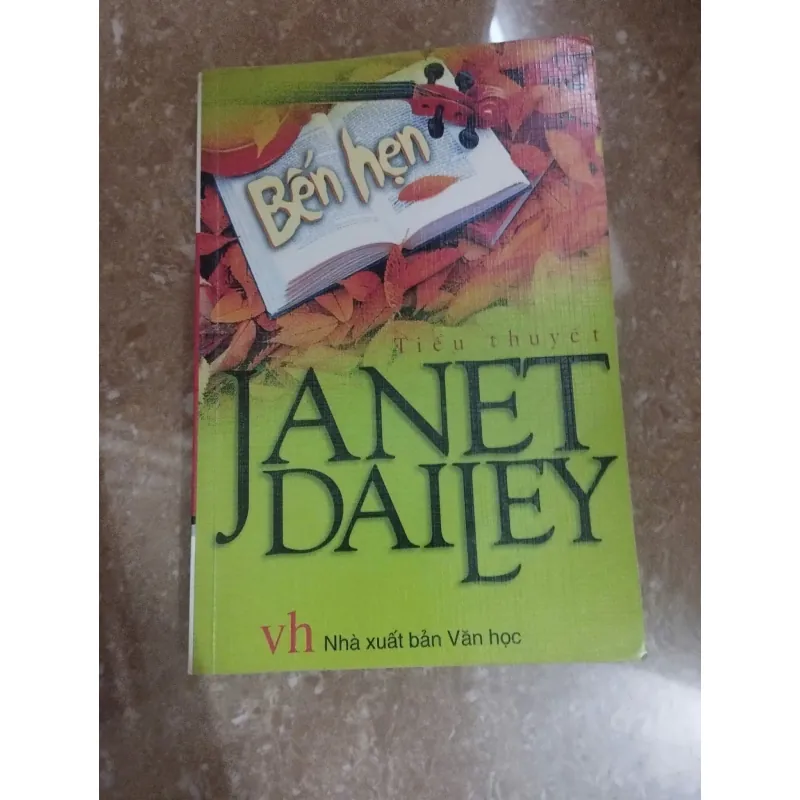 Bến hẹn
Tiểu thuyết
JANET
DAILEY
vh Nhà xuất bản Văn học